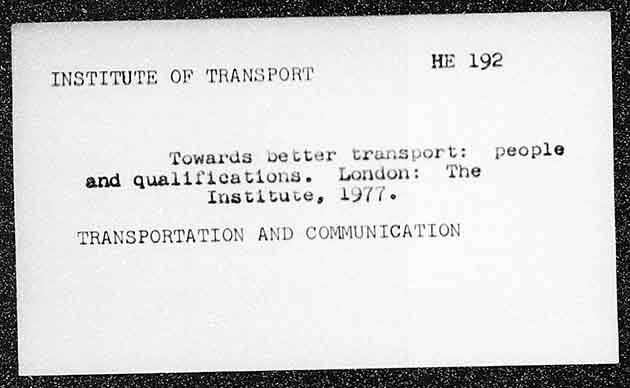 HE 192
INSTITUTE OF TRANSPORT
Towards better transport: people
and qualifications. London: The
Institute, 1977.
TRANSPORTATION AND COMMUNICATION